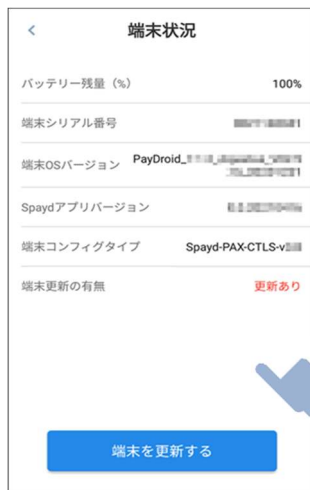 端末状況
バッテリー残量（%） 100%
端末シリアル番号
端末OSバージョン PayDroid_
Spaydアプリバージョン
端末コンフィグタイプ Spayd-PAX-CTLS-v
端末更新の有無 更新あり
端末を更新する